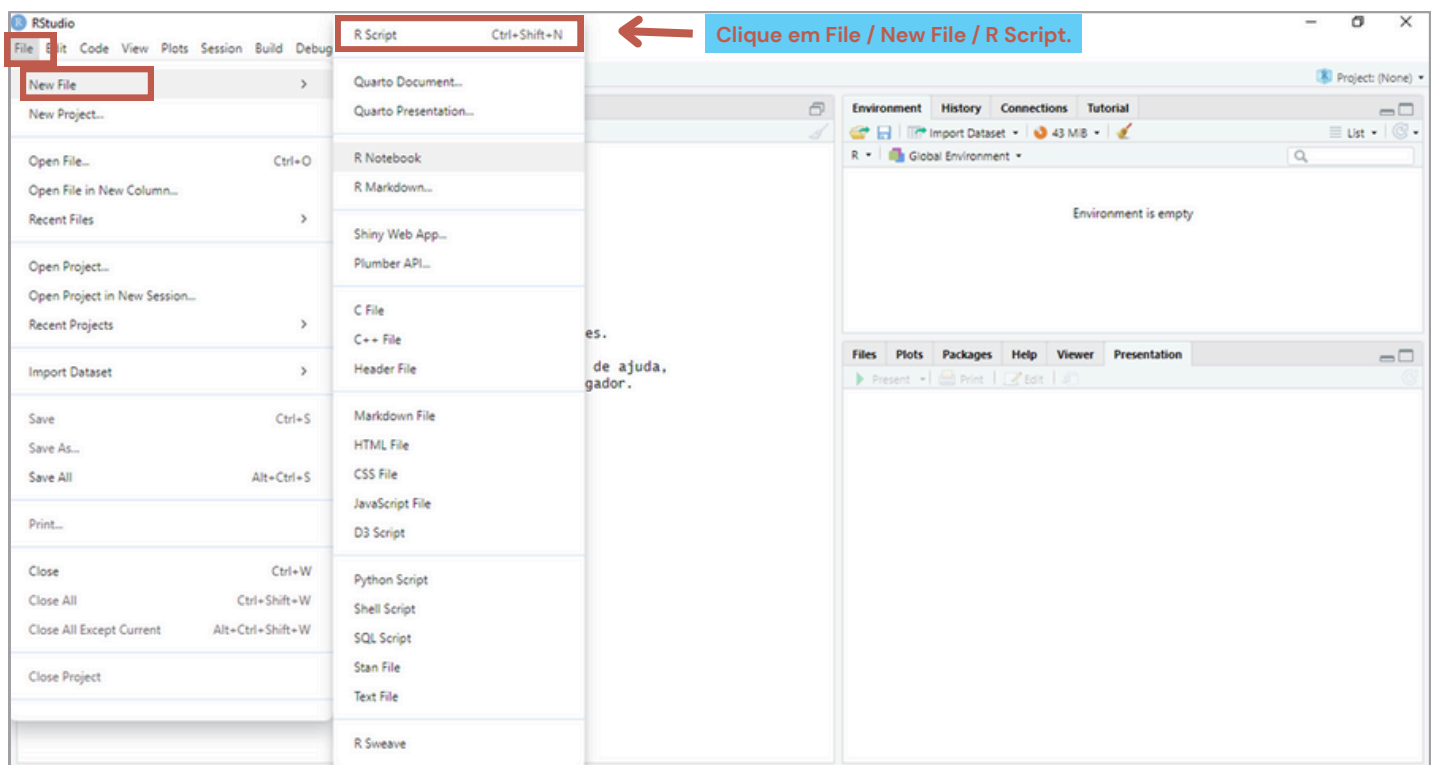 RStudio
File Edit Code View Plots Session Build Debug
Clique em File / New File / R Script.
New File
New Project...
Open File... Ctrl+O
Open File in New Column...
Recent Files
Open Project...
Open Project in New Session...
Recent Projects
Import Dataset
Save Ctrl+S
Save As...
Save All Alt+Ctrl+S
Print...
Close Ctrl+W
Close All Ctrl+Shift+W
Close All Except Current Alt+Ctrl+Shift+W
Close Project
R Script Ctrl+Shift+N
Quarto Document...
Quarto Presentation...
R Notebook
R Markdown...
Shiny Web App...
Plumber API...
C File
C++ File
Header File
Markdown File
HTML File
CSS File
JavaScript File
D3 Script
Python Script
Shell Script
SQL Script
Stan File
Text File
R Sweave
es.
de ajuda,
gador.
Project: (None)
Environment History Connections Tutorial
Import Dataset 43 MiB List
R Global Environment
Environment is empty
Files Plots Packages Help Viewer Presentation
Present Print Edit